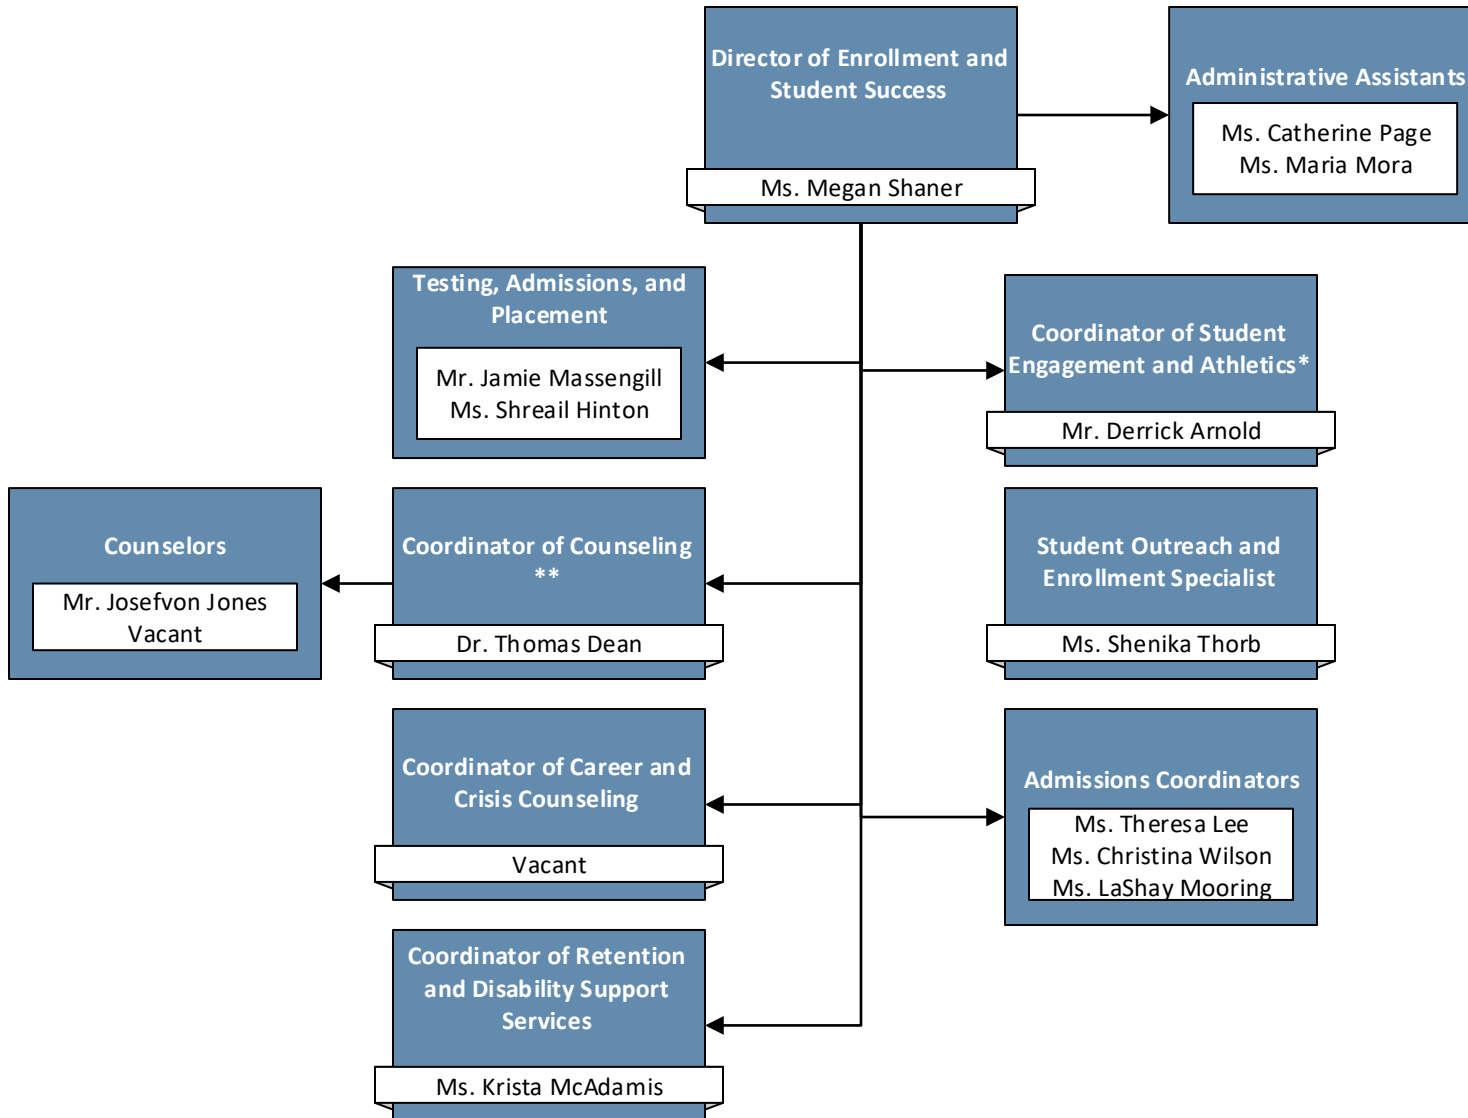 Director of Enrollment and
Student Success
Ms. Megan Shaner
Administrative Assistants
Ms. Catherine Page
Ms. Maria Mora
Testing, Admissions, and
Placement
Mr. Jamie Massengill
Ms. Shreail Hinton
Coordinator of Student
Engagement and Athletics*
Mr. Derrick Arnold
Counselors
Mr. Josefvon Jones
Vacant
Coordinator of Counseling
**
Dr. Thomas Dean
Student Outreach and
Enrollment Specialist
Ms. Shenika Thorb
Coordinator of Career and
Crisis Counseling
Vacant
Admissions Coordinators
Ms. Theresa Lee
Ms. Christina Wilson
Ms. LaShay Mooring
Coordinator of Retention
and Disability Support
Services
Ms. Krista McAdamis